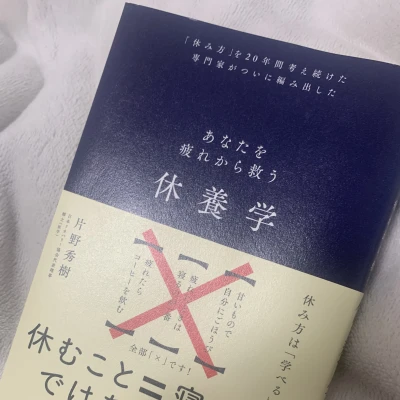 「休み方」を20年間考え続けた
専門家がついに編み出した
あなたを
疲れから救う
休養学
片野秀樹
休み方は「学べる
甘いもので
自分にごほうび
疲れたら
コーヒーを飲む
全部「×」です!
休むこと＝寝
では